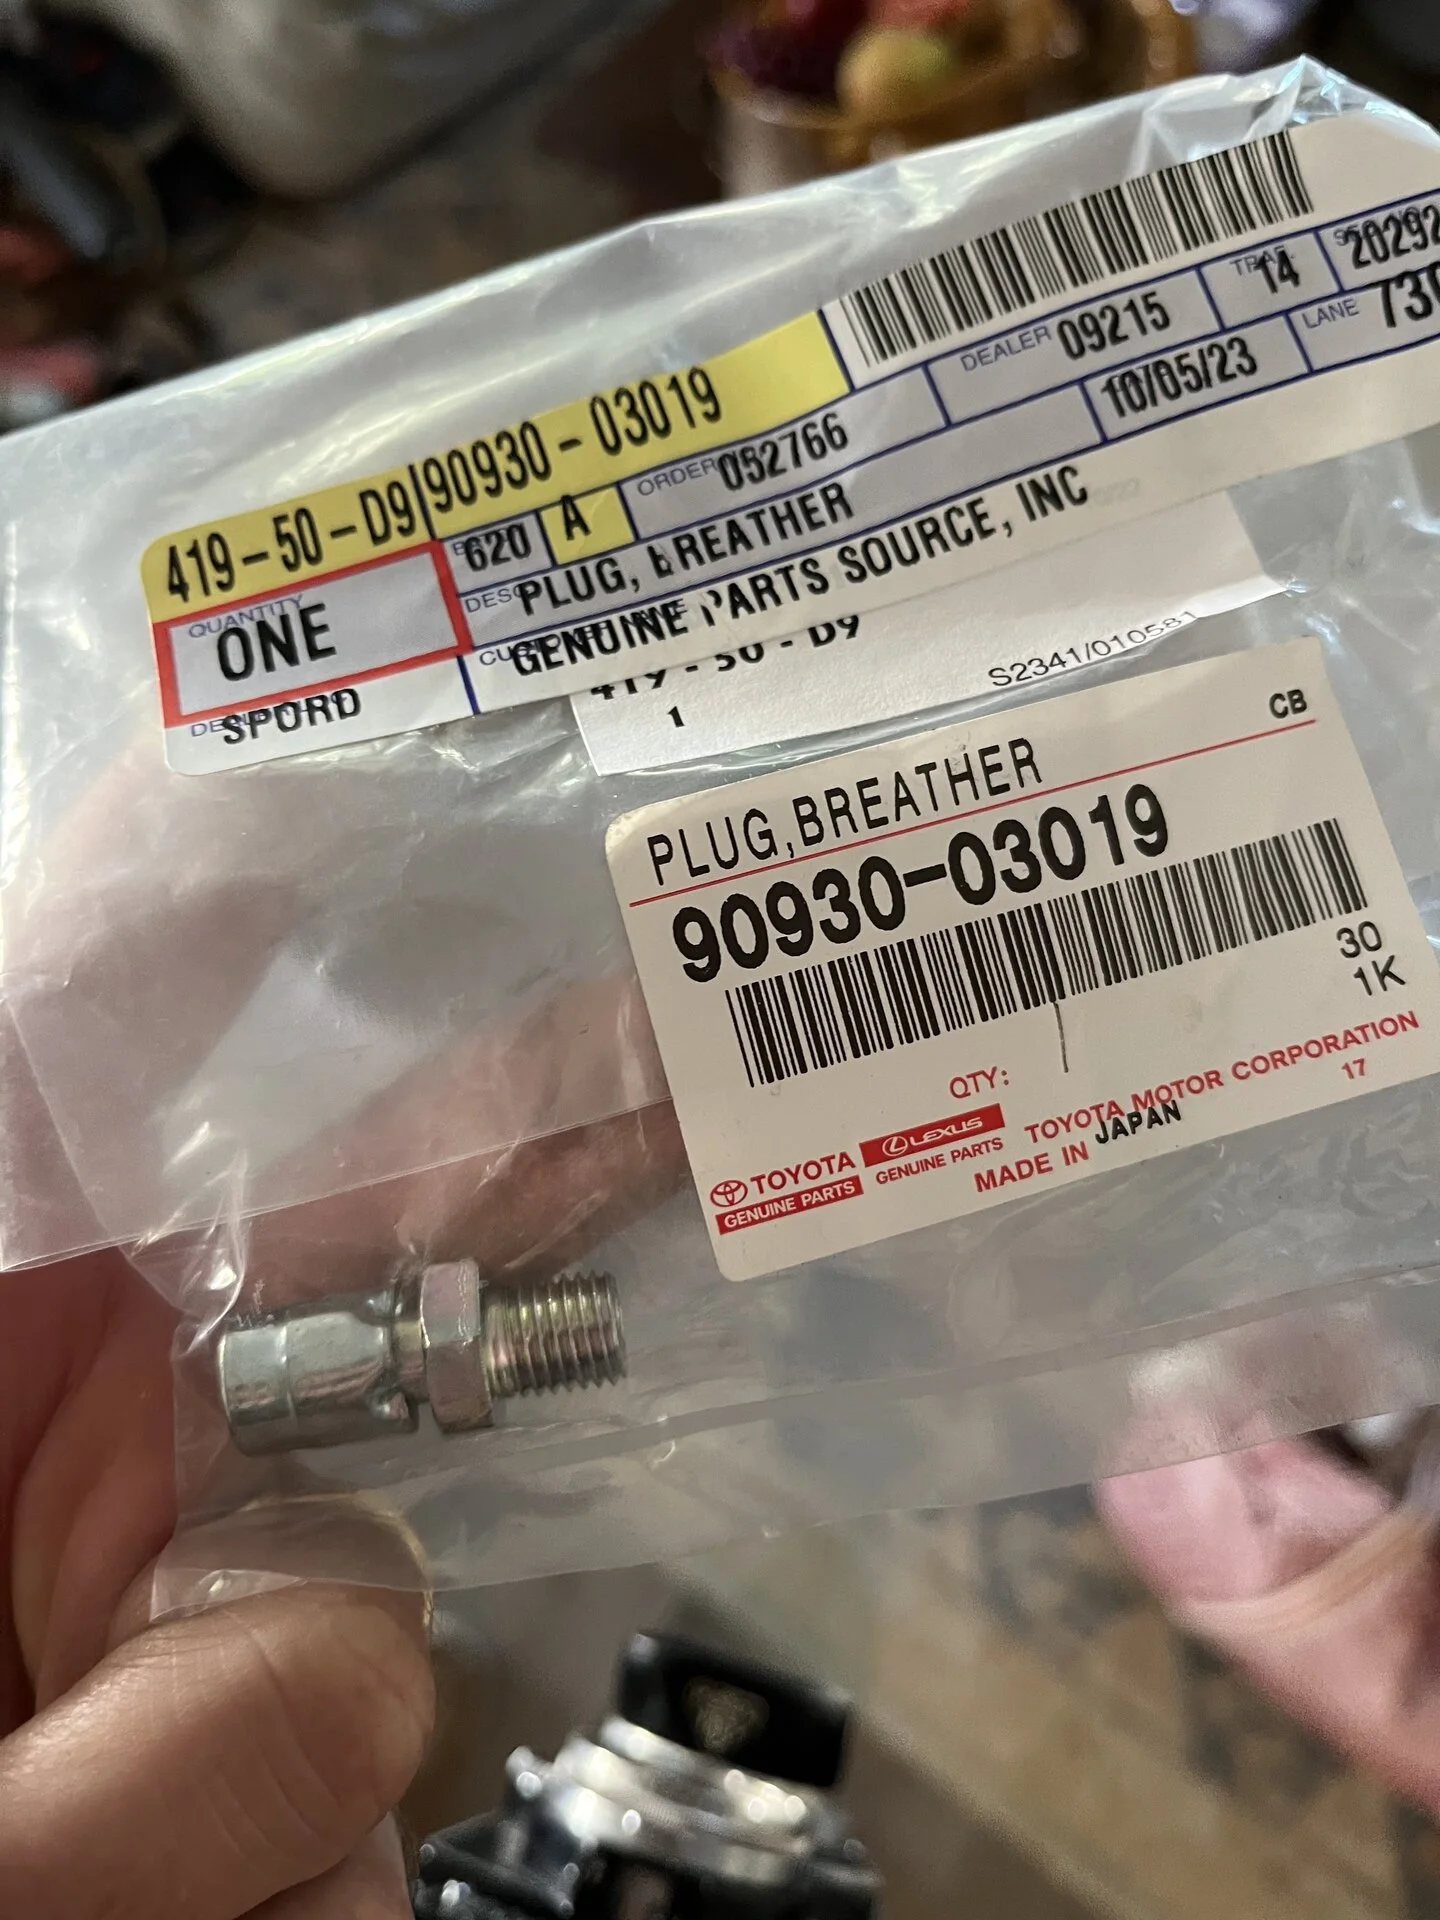 419-50-D9 90930-03019
TRAF. 14
DEALER 09215
LANE
QUANTITY ONE
620 A ORDER 052766
10/05/23
DESC PLUG, BREATHER
GENUINE PARTS SOURCE, INC
SPORD
419-50-D9
1
S2341/010581
CB
PLUG,BREATHER
90930-03019
30
1K
QTY:
TOYOTA
GENUINE PARTS
LEXUS
GENUINE PARTS
TOYOTA MOTOR CORPORATION
MADE IN JAPAN
17